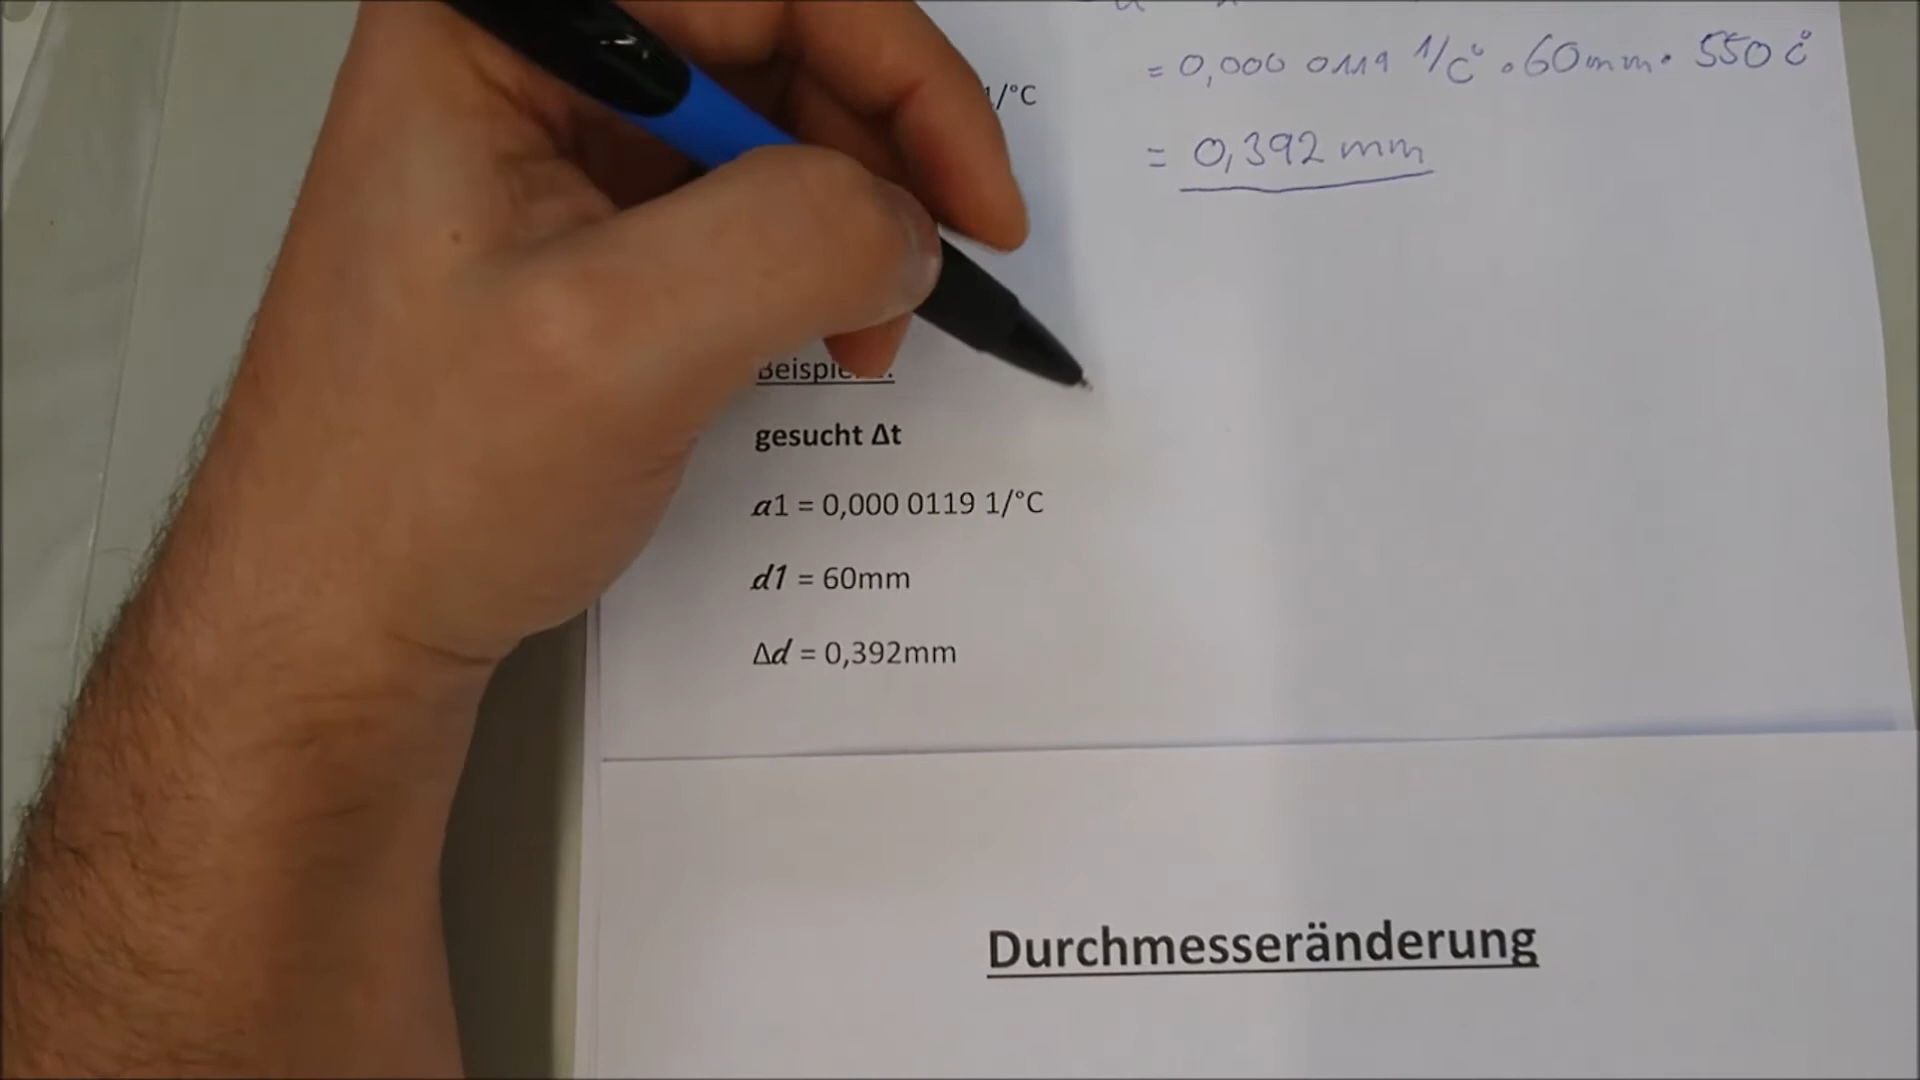 = 0,000 0119 1/C° · 60mm · 550 C°
1/°C
= 0,392 mm
gesucht Δt
a1 = 0,000 0119 1/°C
d1 = 60mm
Δd = 0,392mm
Durchmesseränderung